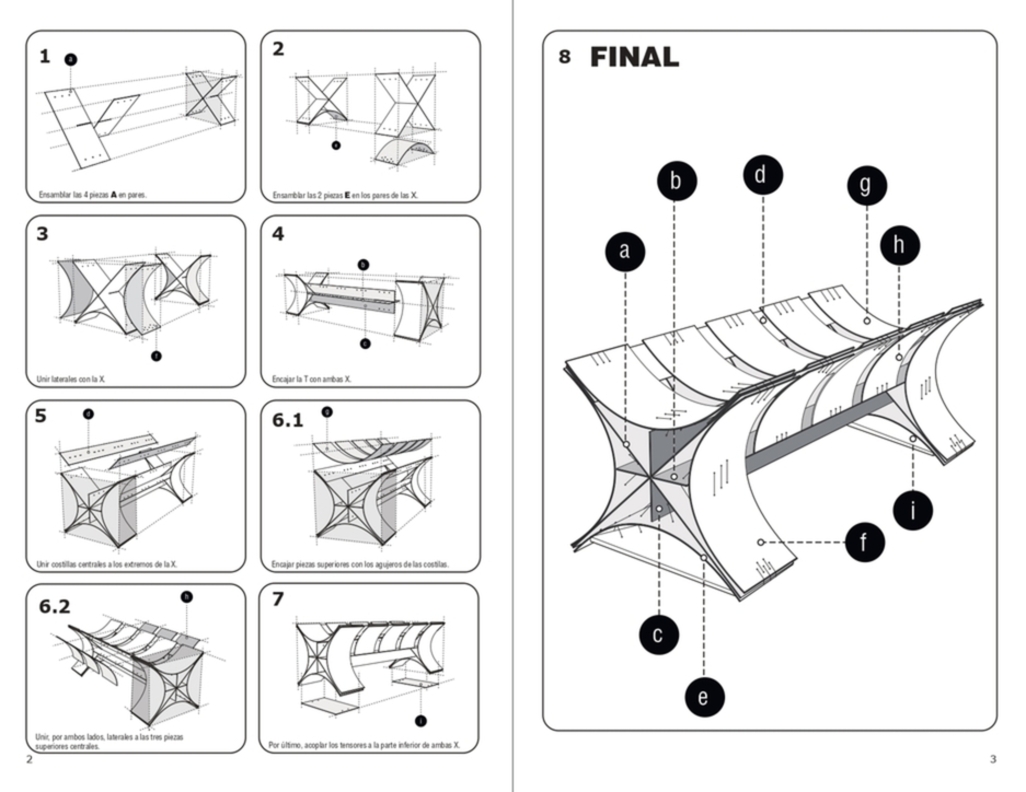 1
a
Ensamblar las 4 piezas A en pares.
2
e
Ensamblar las 2 piezas E en los pares de las X.
3
f
Unir laterales con la X.
4
b
c
Encajar la T con ambas X.
5
d
Unir costillas centrales a los extremos de la X.
6.1
g
Encajar piezas superiores con los agujeros de las costillas.
6.2
h
Unir, por ambos lados, laterales a las tres piezas
superiores centrales.
7
i
Por último, acoplar los tensores a la parte inferior de ambas X.
2
8 FINAL
b
d
g
a
h
i
f
c
e
3